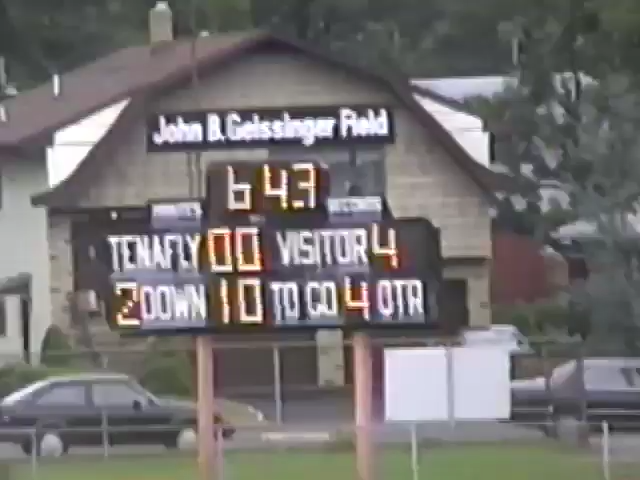 John B. Geissinger Field
6 43
TENAFLY 00 VISITOR 4
2 DOWN 10 TO GO 4 QTR